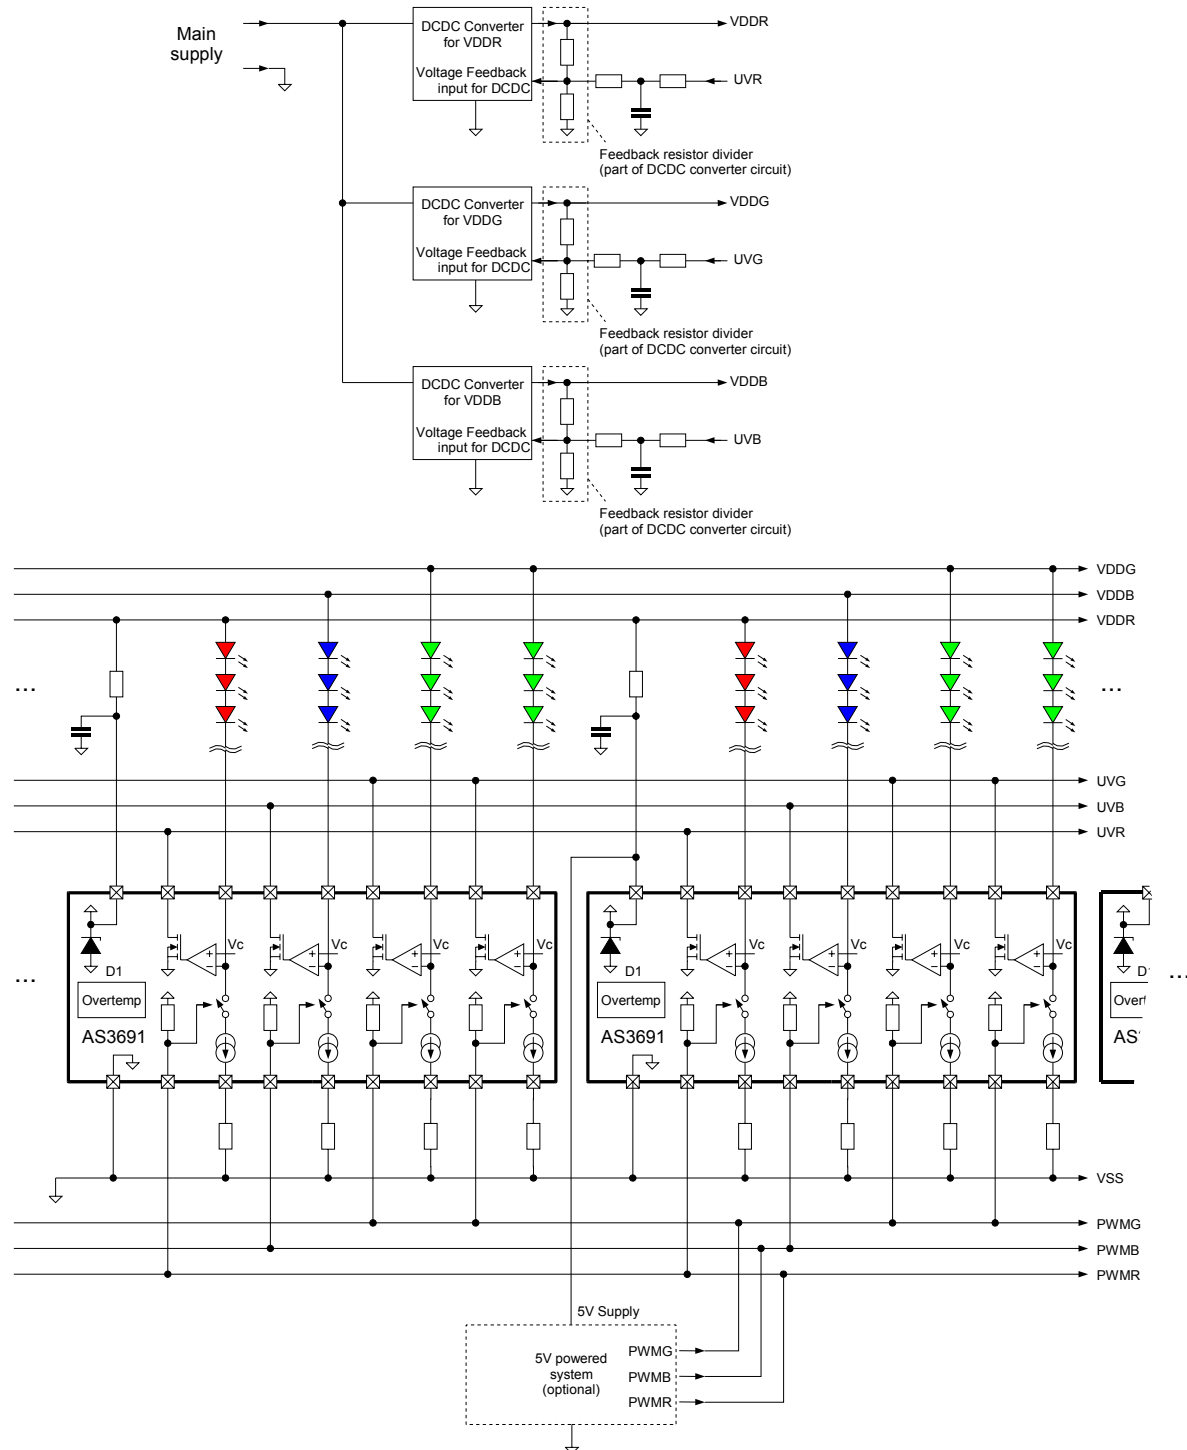 Main
supply
DCDC Converter
for VDDR
Voltage Feedback
input for DCDC
VDDR
UVR
Feedback resistor divider
(part of DCDC converter circuit)
DCDC Converter
for VDDG
Voltage Feedback
input for DCDC
VDDG
UVG
Feedback resistor divider
(part of DCDC converter circuit)
DCDC Converter
for VDDB
Voltage Feedback
input for DCDC
VDDB
UVB
Feedback resistor divider
(part of DCDC converter circuit)
VDDG
VDDB
VDDR
... ...
UVG
UVB
UVR
Vc Vc Vc Vc Vc Vc Vc Vc
... D1 D1 D ...
Overtemp Overtemp Overt
AS3691 AS3691 AS
VSS
PWMG
PWMB
PWMR
5V Supply
5V powered
system
(optional)
PWMG
PWMB
PWMR